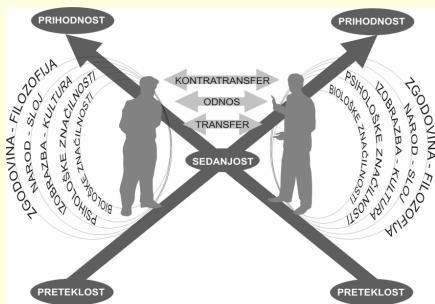 PRIHODNOST
PRIHODNOST
KONTRATRANSFER
ODNOS
TRANSFER
SEDANJOST
ZGODOVINA - FILOZOFIJA
NAROD - SLOJ
IZOBRAZBA - KULTURA
PSIHOLOŠKE ZNAČILNOSTI
BIOLOŠKE ZNAČILNOSTI
BIOLOŠKE ZNAČILNOSTI
PSIHOLOŠKE ZNAČILNOSTI
IZOBRAZBA - KULTURA
NAROD - SLOJ
ZGODOVINA - FILOZOFIJA
PRETEKLOST
PRETEKLOST